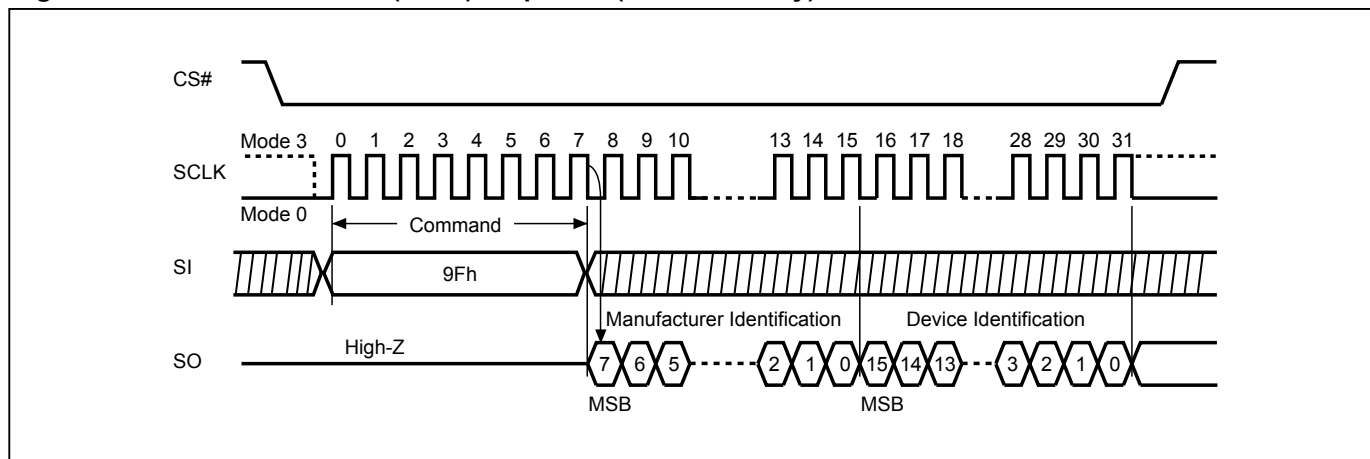 CS#
Mode 3 0 1 2 3 4 5 6 7 8 9 10 13 14 15 16 17 18 28 29 30 31
SCLK
Mode 0
Command
SI 9Fh
Manufacturer Identification Device Identification
High-Z
SO 7 6 5 2 1 0 15 14 13 3 2 1 0
MSB MSB